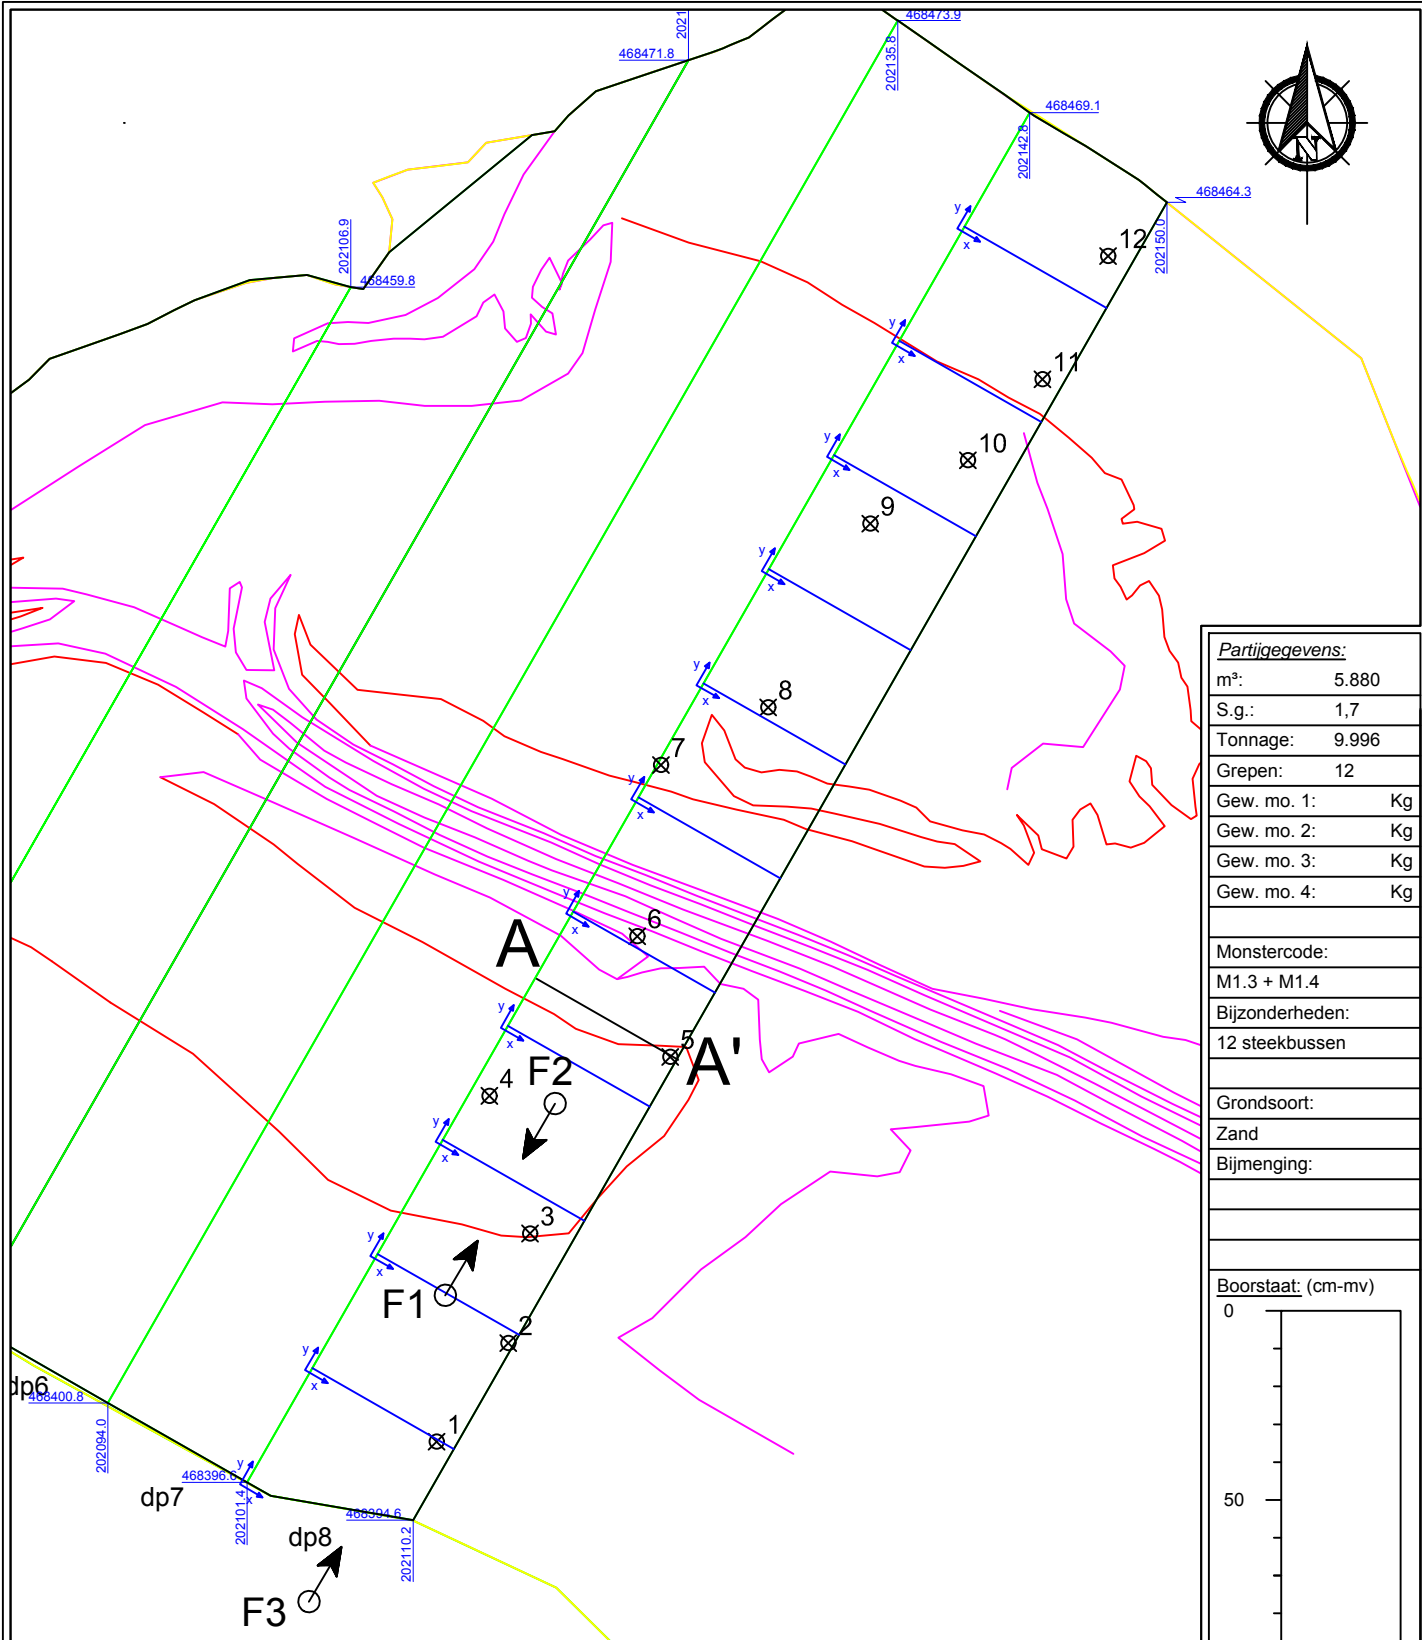 2021
468473.9
468471.8
202135.8
468469.1
202142.8
N
468464.3
202150.0
202106.9
468459.8
y
x
12
y
x
11
y
x
10
9
y
x
y
x
8
7
y
x
6
y
x
A
5
A'
y
x
4
F2
y
x
3
y
x
F1
2
y
x
1
dp6
468400.8
202094.0
y
x
468396.6
202101.4
dp7
468394.6
202110.2
dp8
F3
Partijgegevens:
m³: 5.880
S.g.: 1,7
Tonnage: 9.996
Grepen: 12
Gew. mo. 1: Kg
Gew. mo. 2: Kg
Gew. mo. 3: Kg
Gew. mo. 4: Kg
Monstercode:
M1.3 + M1.4
Bijzonderheden:
12 steekbussen
Grondsoort:
Zand
Bijmenging:
Boorstaat: (cm-mv)
0
50